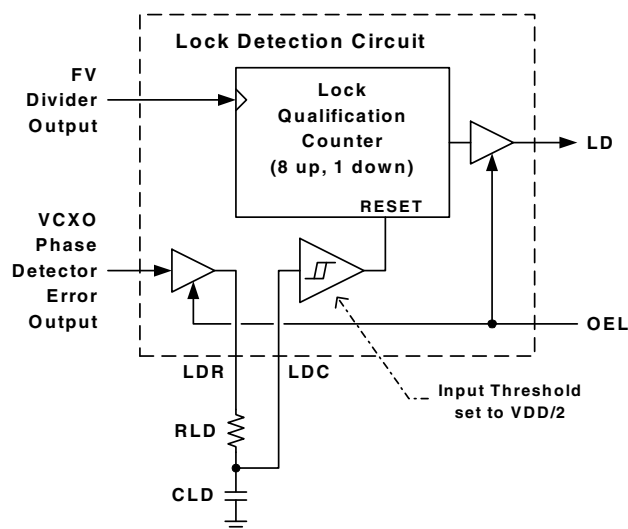 Lock Detection Circuit
FV
Divider
Output
Lock
Qualification
Counter
(8 up, 1 down)
RESET
LD
VCXO
Phase
Detector
Error
Output
OEL
LDR
LDC
Input Threshold
set to VDD/2
RLD
CLD